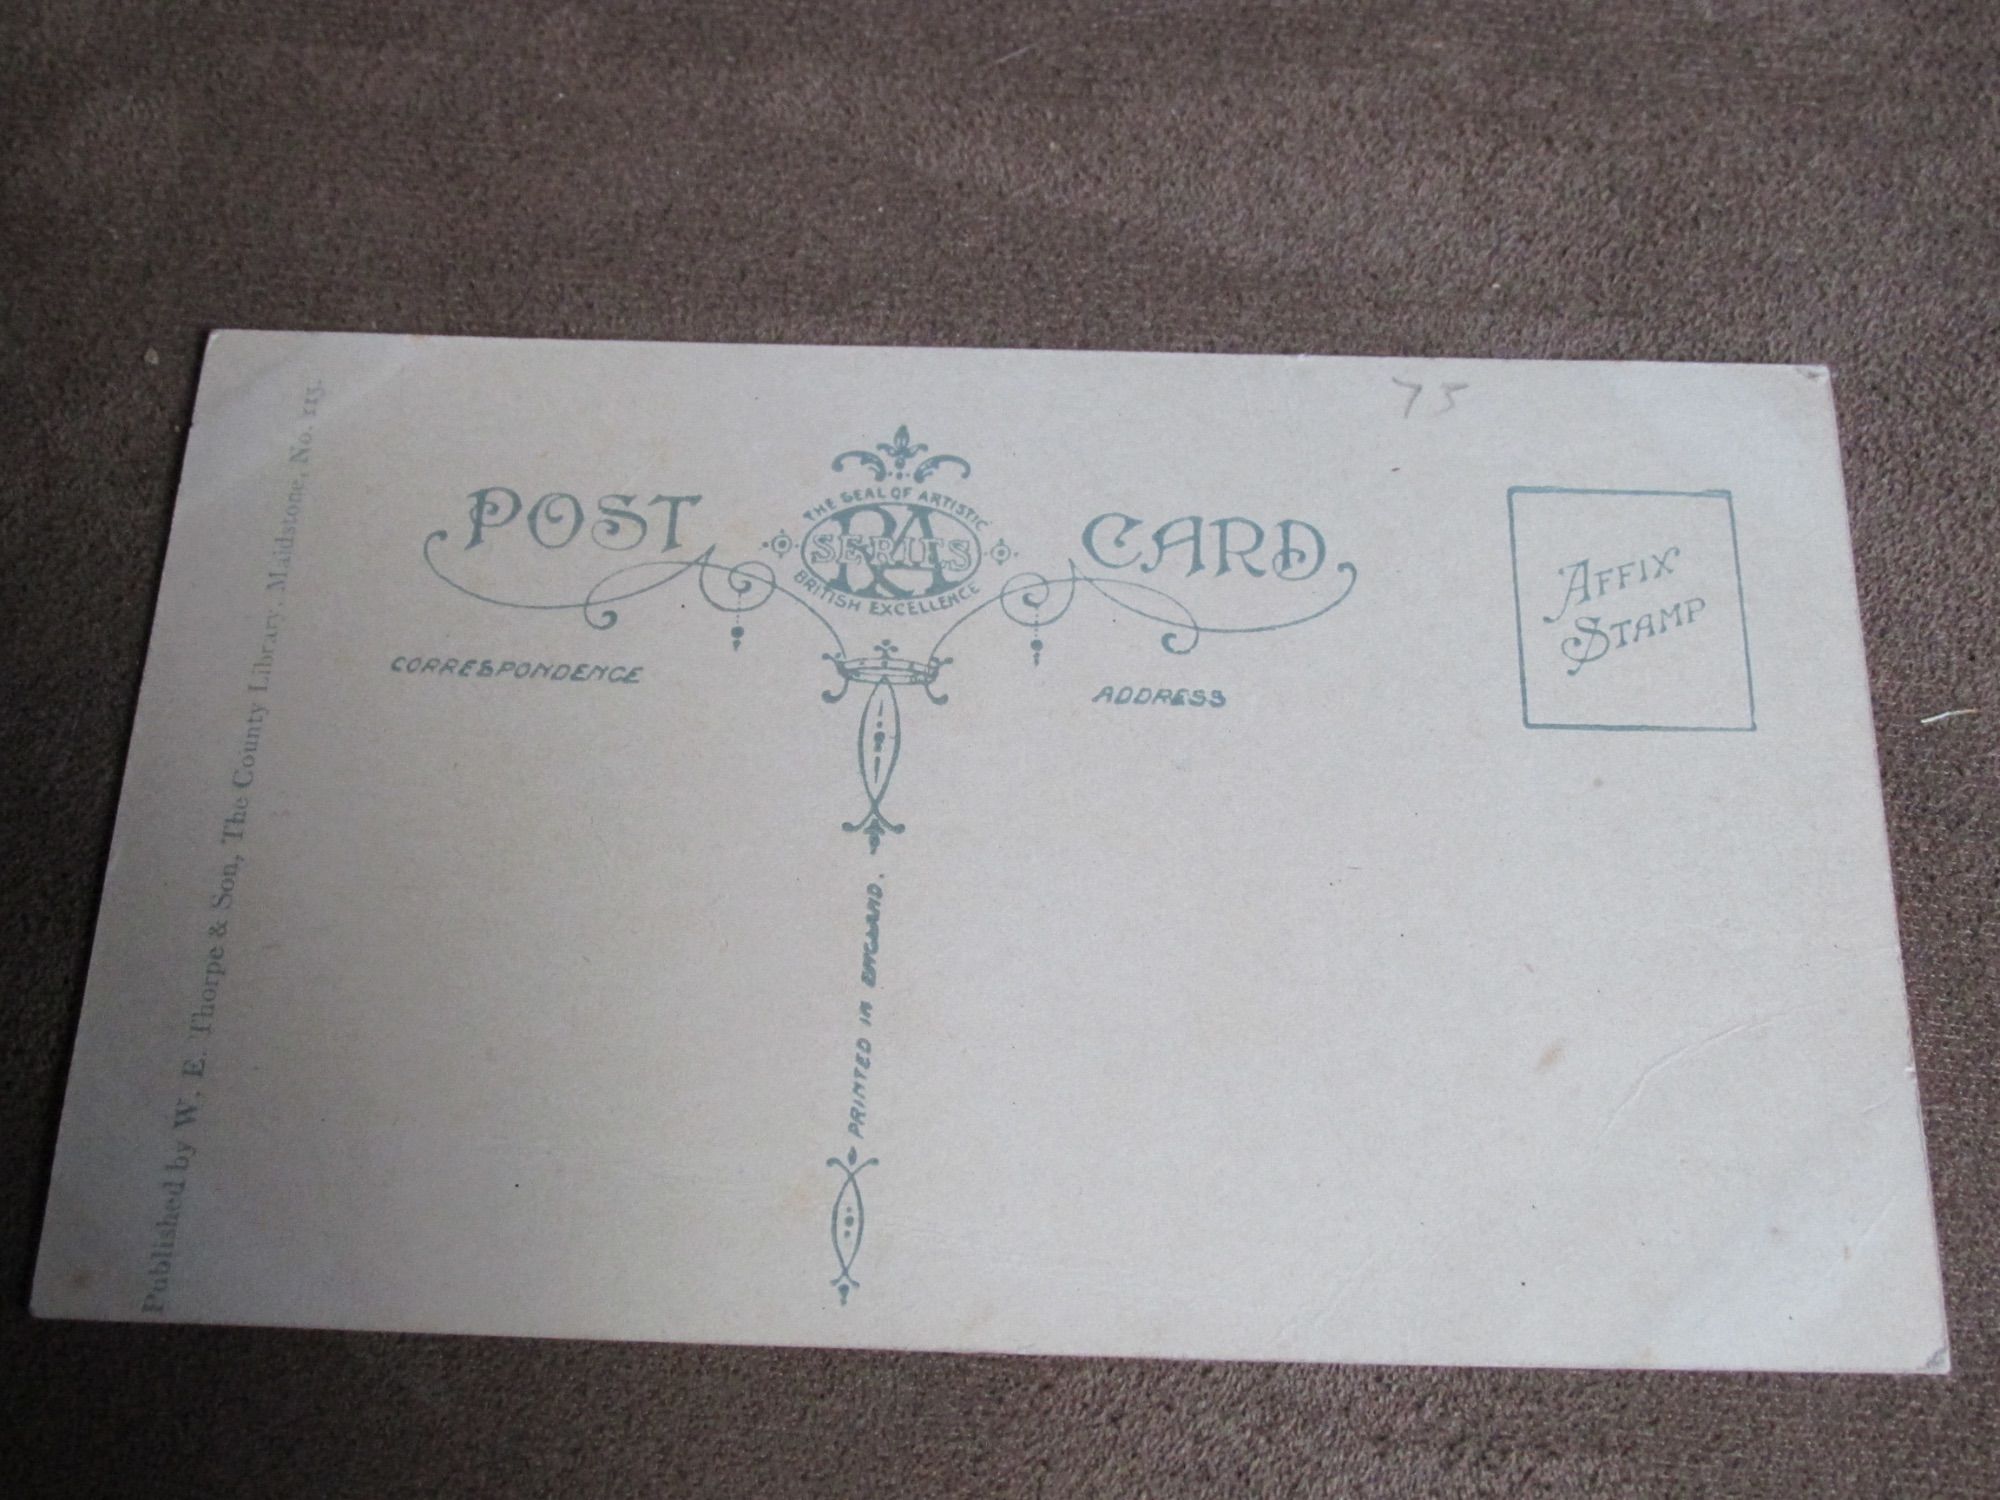 75
POST CARD
THE SEAL OF ARTISTIC
RA
SERIES
BRITISH EXCELLENCE
CORRESPONDENCE
ADDRESS
AFFIX
STAMP
PRINTED IN ENGLAND.
Published by W. E. Thorpe & Son, The County Library, Maidstone, No. 113.